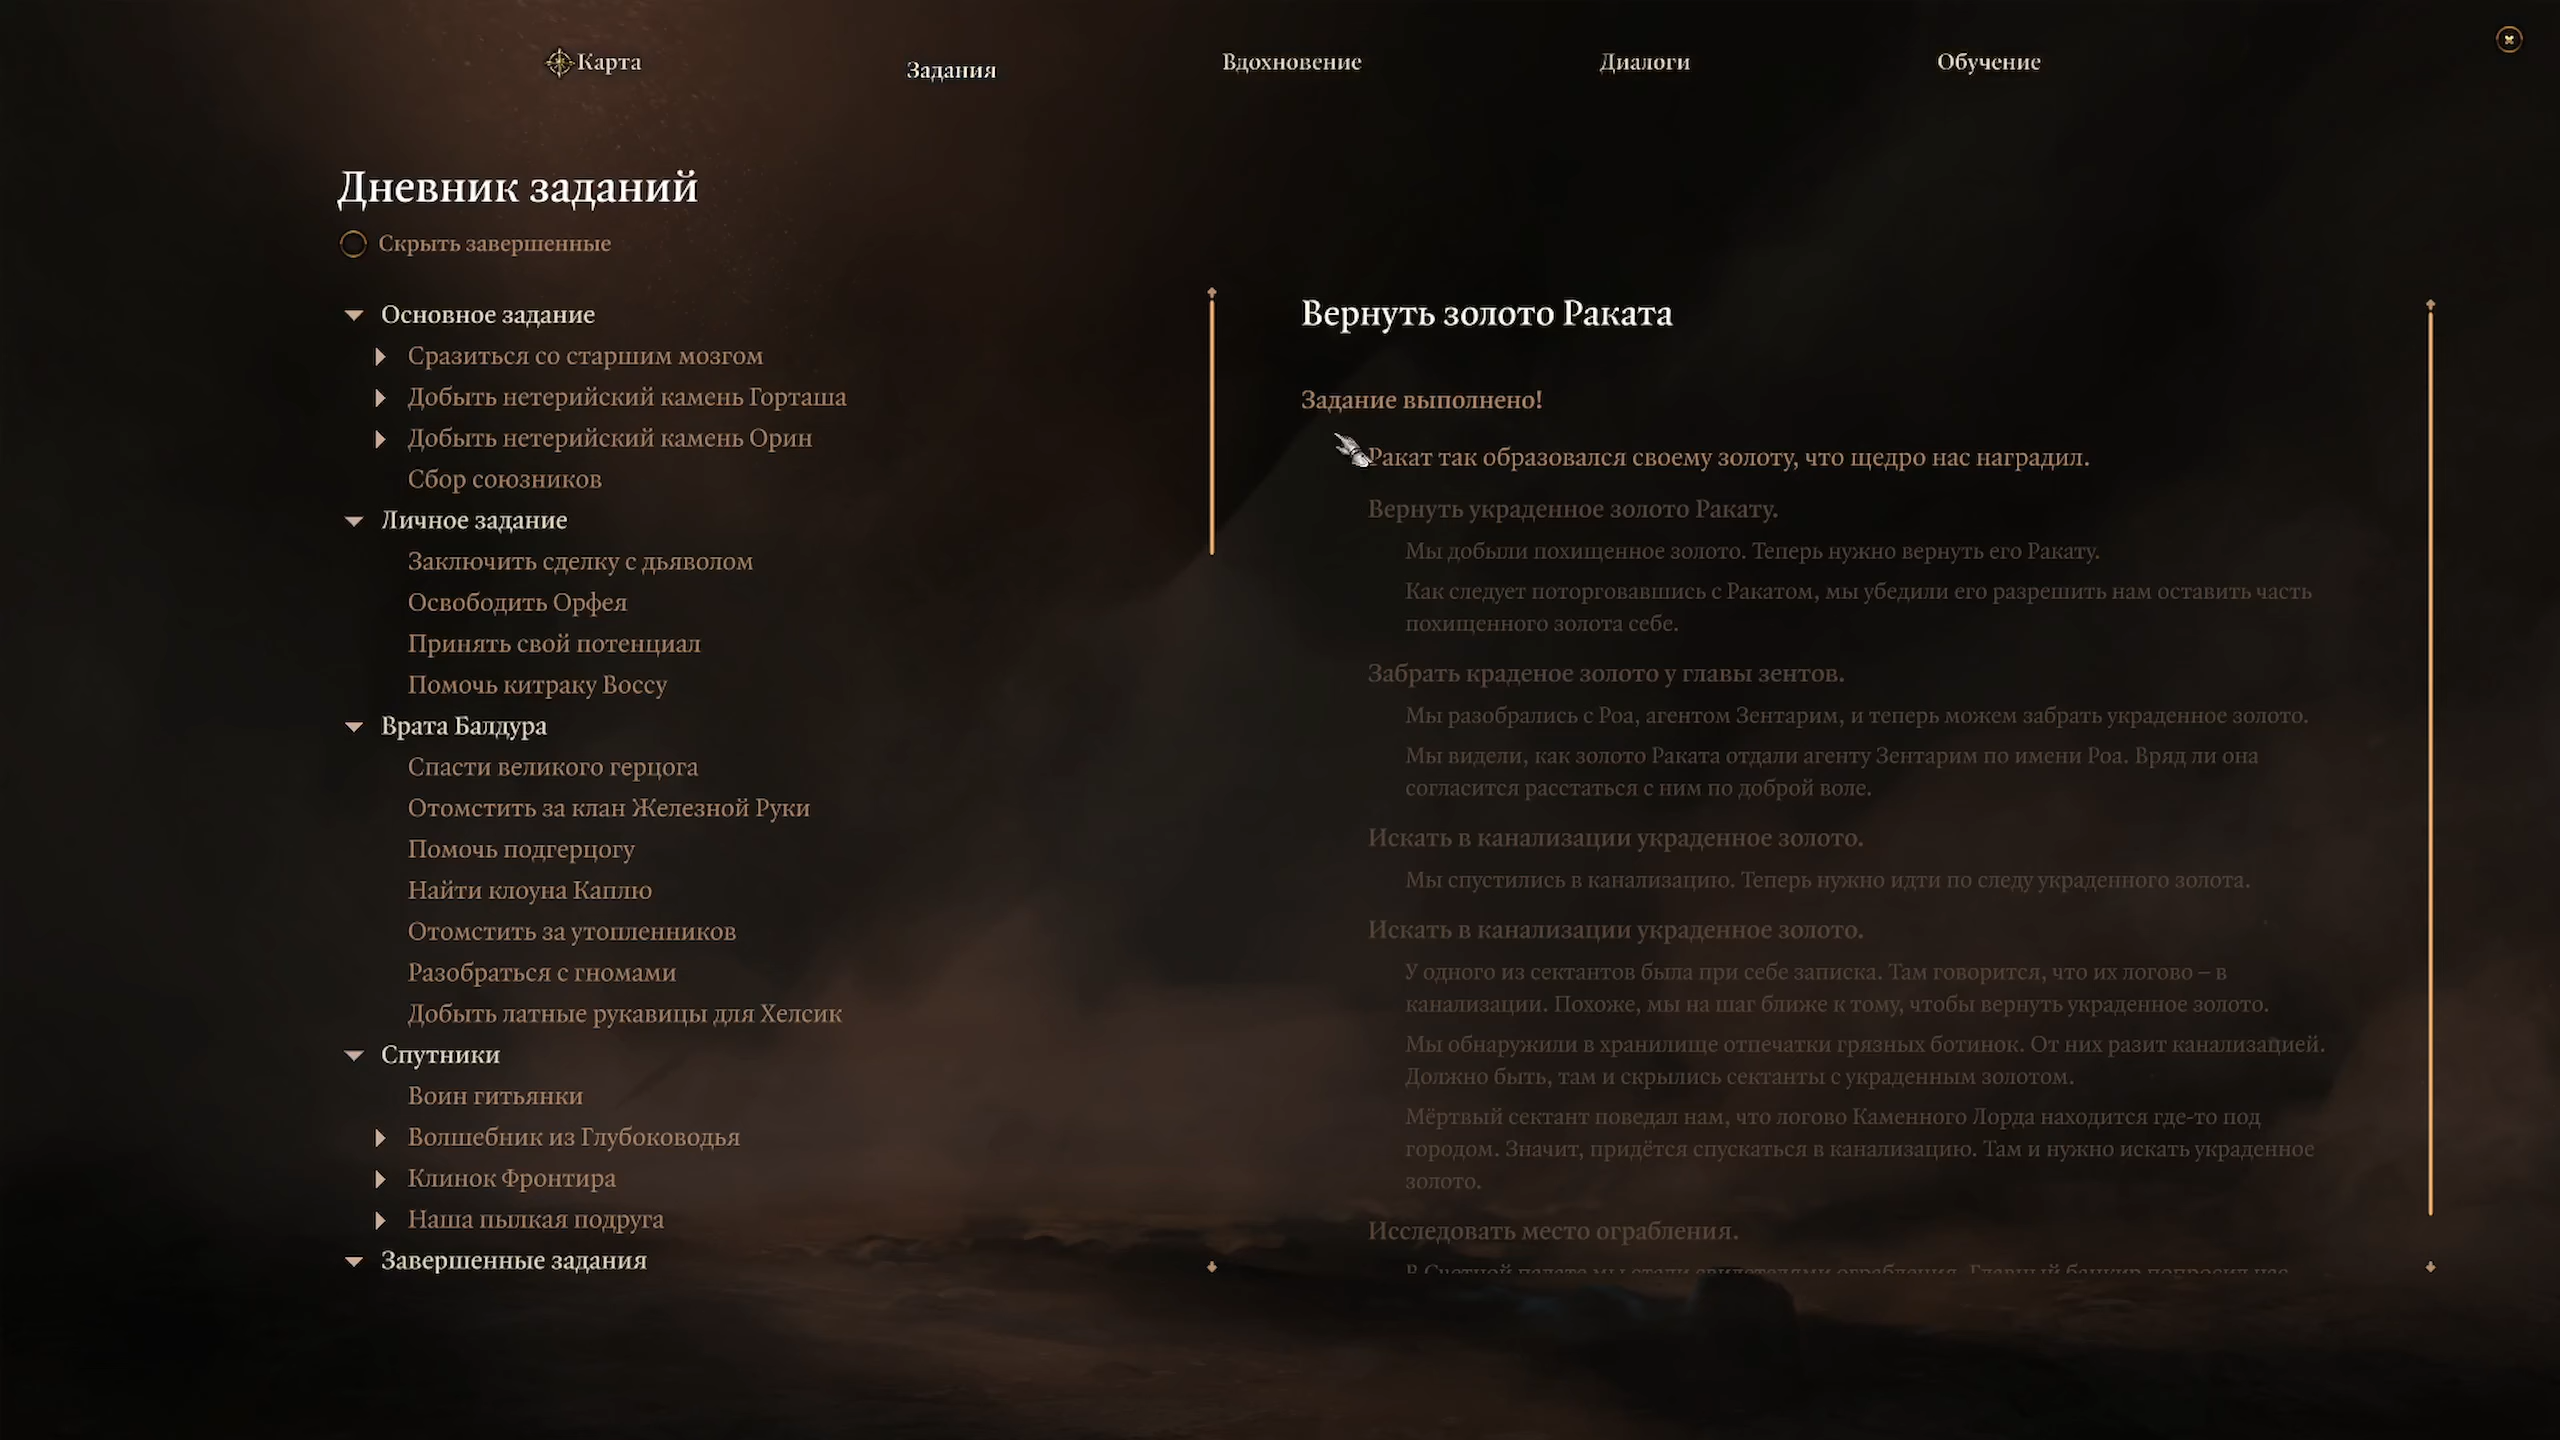 Карта
Задания
Вдохновение
Диалоги
Обучение
Дневник заданий
Скрыть завершенные
Основное задание
Сразиться со старшим мозгом
Добыть нетерийский камень Горташа
Добыть нетерийский камень Орин
Сбор союзников
Личное задание
Заключить сделку с дьяволом
Освободить Орфея
Принять свой потенциал
Помочь китраку Воссу
Врата Балдура
Спасти великого герцога
Отомстить за клан Железной Руки
Помочь подгерцогу
Найти клоуна Каплю
Отомстить за утопленников
Разобраться с гномами
Добыть латные рукавицы для Хелсик
Спутники
Воин гитьянки
Волшебник из Глубоководья
Клинок Фронтира
Наша пылкая подруга
Завершенные задания
Вернуть золото Раката
Задание выполнено!
Ракат так образовался своему золоту, что щедро нас наградил.
Вернуть украденное золото Ракату.
Мы добыли похищенное золото. Теперь нужно вернуть его Ракату.
Как следует поторговавшись с Ракатом, мы убедили его разрешить нам оставить часть
похищенного золота себе.
Забрать краденое золото у главы зентов.
Мы разобрались с Роа, агентом Зентарим, и теперь можем забрать украденное золото.
Мы видели, как золото Раката отдали агенту Зентарим по имени Роа. Вряд ли она
согласится расстаться с ним по доброй воле.
Искать в канализации украденное золото.
Мы спустились в канализацию. Теперь нужно идти по следу украденного золота.
Искать в канализации украденное золото.
У одного из сектантов была при себе записка. Там говорится, что их логово – в
канализации. Похоже, мы на шаг ближе к тому, чтобы вернуть украденное золото.
Мы обнаружили в хранилище отпечатки грязных ботинок. От них разит канализацией.
Должно быть, там и скрылись сектанты с украденным золотом.
Мёртвый сектант поведал нам, что логово Каменного Лорда находится где-то под
городом. Значит, придётся спускаться в канализацию. Там и нужно искать украденное
золото.
Исследовать место ограбления.
В Счетной палате мы стали свидетелями ограбления. Главный банкир попросил нас